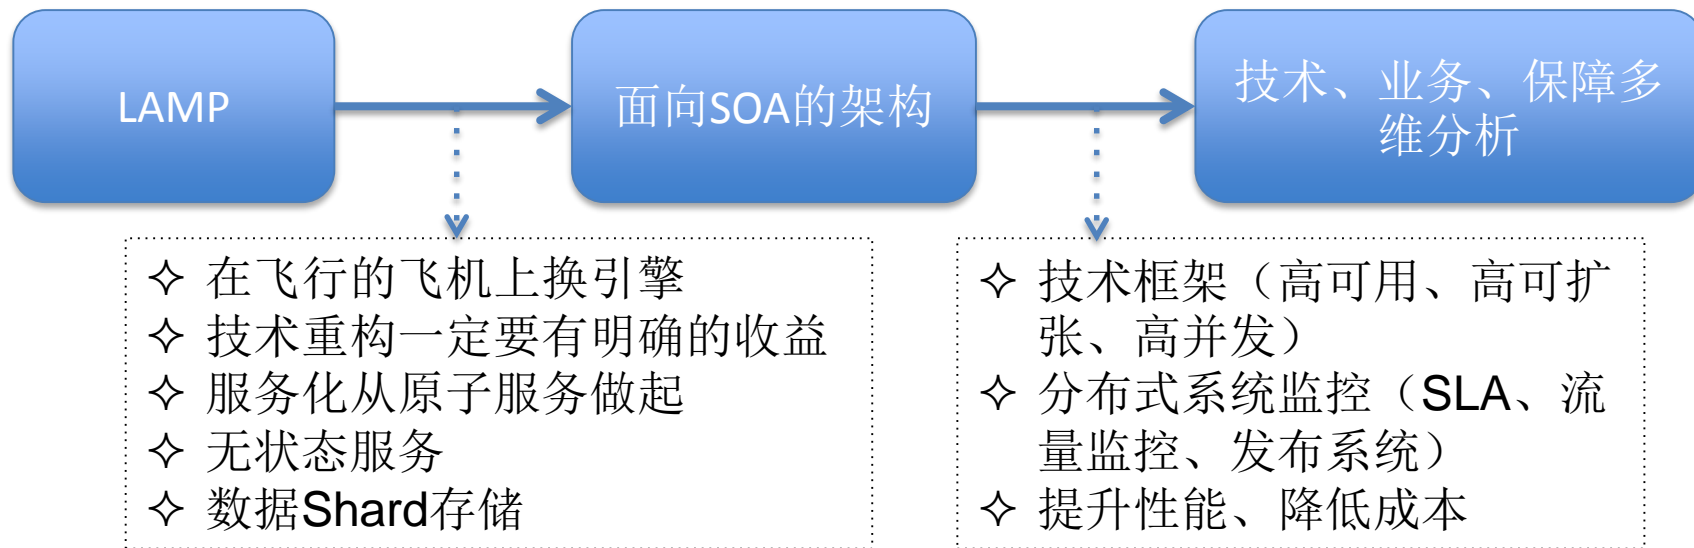 LAMP
面向SOA的架构
技术、业务、保障多
维分析
✧ 在飞行的飞机上换引擎
✧ 技术重构一定要有明确的收益
✧ 服务化从原子服务做起
✧ 无状态服务
✧ 数据Shard存储
✧ 技术框架（高可用、高可扩
张、高并发）
✧ 分布式系统监控（SLA、流
量监控、发布系统）
✧ 提升性能、降低成本